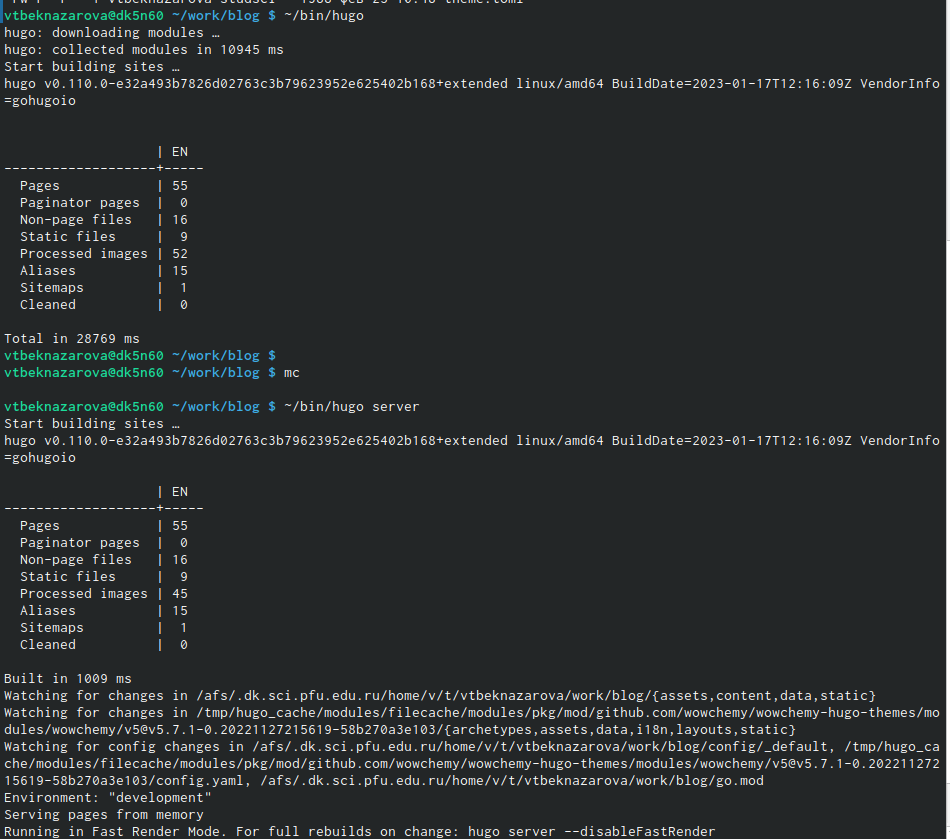 vtbeknazarova@dk5n60 ~/work/blog $ ~/bin/hugo
hugo: downloading modules …
hugo: collected modules in 10945 ms
Start building sites …
hugo v0.110.0-e32a493b7826d02763c3b79623952e625402b168+extended linux/amd64 BuildDate=2023-01-17T12:16:09Z VendorInfo
=gohugoio
| EN
-------------------+-----
Pages | 55
Paginator pages | 0
Non-page files | 16
Static files | 9
Processed images | 52
Aliases | 15
Sitemaps | 1
Cleaned | 0
Total in 28769 ms
vtbeknazarova@dk5n60 ~/work/blog $
vtbeknazarova@dk5n60 ~/work/blog $ mc
vtbeknazarova@dk5n60 ~/work/blog $ ~/bin/hugo server
Start building sites …
hugo v0.110.0-e32a493b7826d02763c3b79623952e625402b168+extended linux/amd64 BuildDate=2023-01-17T12:16:09Z VendorInfo
=gohugoio
| EN
-------------------+-----
Pages | 55
Paginator pages | 0
Non-page files | 16
Static files | 9
Processed images | 45
Aliases | 15
Sitemaps | 1
Cleaned | 0
Built in 1009 ms
Watching for changes in /afs/.dk.sci.pfu.edu.ru/home/v/t/vtbeknazarova/work/blog/{assets,content,data,static}
Watching for changes in /tmp/hugo_cache/modules/filecache/modules/pkg/mod/github.com/wowchemy/wowchemy-hugo-themes/mo
dules/wowchemy/v5@v5.7.1-0.20221127215619-58b270a3e103/{archetypes,assets,data,i18n,layouts,static}
Watching for config changes in /afs/.dk.sci.pfu.edu.ru/home/v/t/vtbeknazarova/work/blog/config/_default, /tmp/hugo_ca
che/modules/filecache/modules/pkg/mod/github.com/wowchemy/wowchemy-hugo-themes/modules/wowchemy/v5@v5.7.1-0.202211272
15619-58b270a3e103/config.yaml, /afs/.dk.sci.pfu.edu.ru/home/v/t/vtbeknazarova/work/blog/go.mod
Environment: "development"
Serving pages from memory
Running in Fast Render Mode. For full rebuilds on change: hugo server --disableFastRender